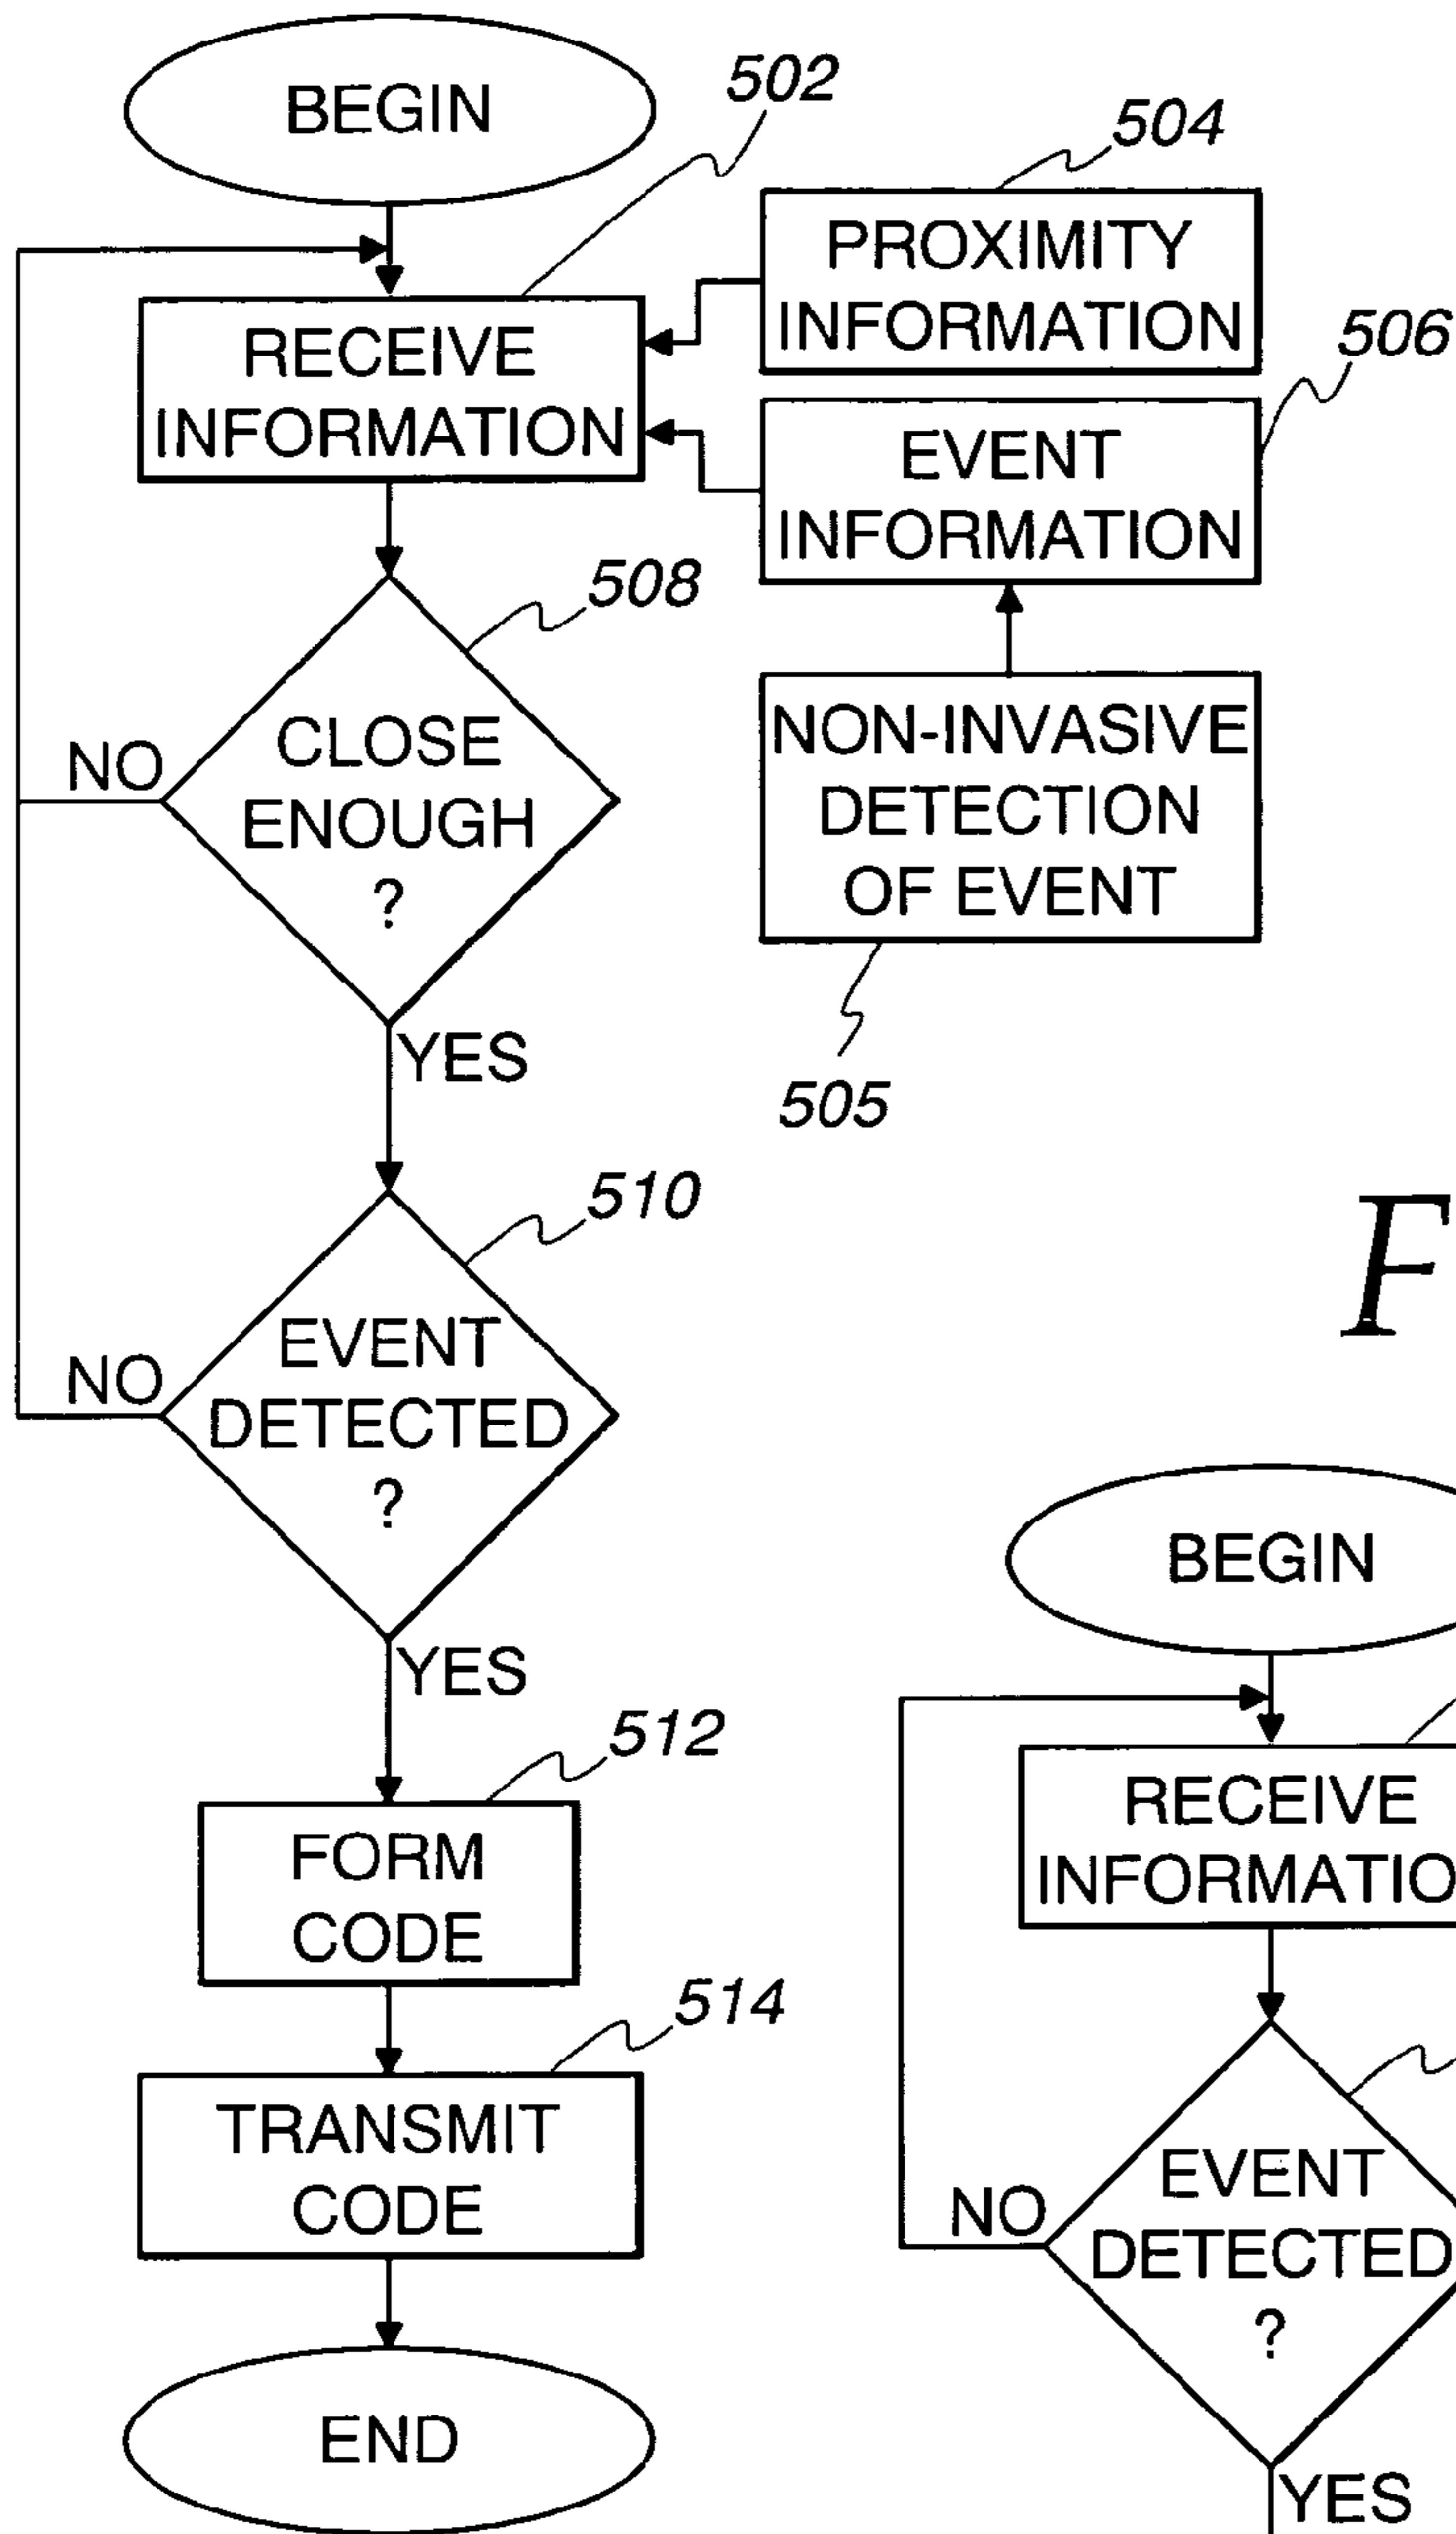 BEGIN
502
504
PROXIMITY
INFORMATION
RECEIVE
INFORMATION
506
EVENT
INFORMATION
508
NON-INVASIVE
DETECTION
OF EVENT
505
CLOSE
ENOUGH
?
NO
YES
510
EVENT
DETECTED
?
NO
YES
512
FORM
CODE
514
TRANSMIT
CODE
END
F
BEGIN
RECEIVE
INFORMATIO
EVENT
DETECTED
?
NO
YES